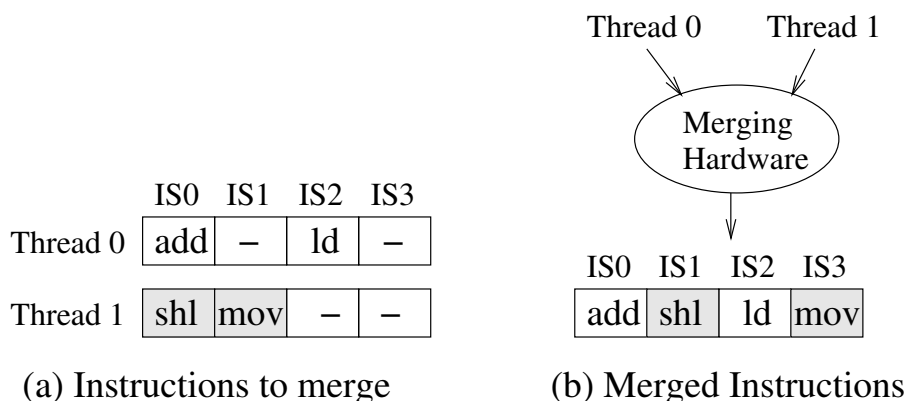 Thread 0 Thread 1
Merging
Hardware
IS0 IS1 IS2 IS3
Thread 0 add – ld –
Thread 1 shl mov – –
IS0 IS1 IS2 IS3
add shl ld mov
(a) Instructions to merge
(b) Merged Instructions